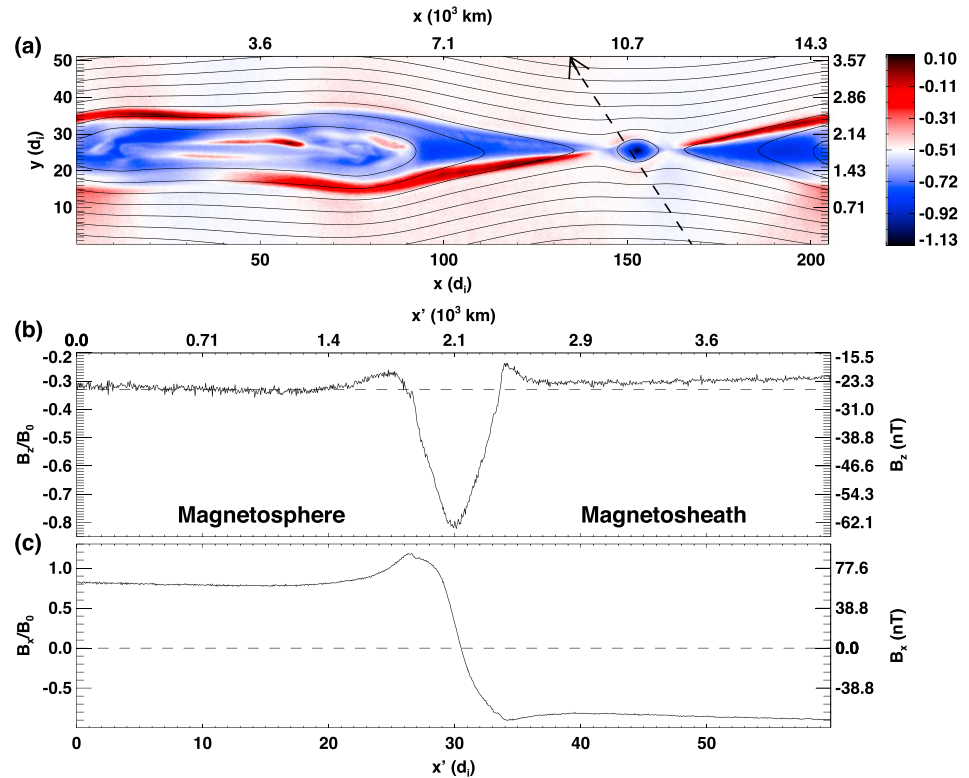 x (10³ km)
(a)
3.6 7.1 10.7 14.3
50 3.57 0.10
40 2.86 -0.11
y (dᵢ) 30 2.14 -0.31
-0.51
20 1.43 -0.72
10 0.71 -0.92
-1.13
50 100 150 200
x (dᵢ)
x' (10³ km)
(b)
0.0 0.71 1.4 2.1 2.9 3.6
-0.2 -15.5
-0.3 -23.3
-0.4 -31.0
Bz/B₀ -0.5 -38.8 Bz (nT)
-0.6 -46.6
-0.7 -54.3
-0.8 -62.1
Magnetosphere Magnetosheath
(c)
1.0 77.6
0.5 38.8
Bx/B₀ 0.0 0.0 Bx (nT)
-0.5 -38.8
0 10 20 30 40 50
x' (dᵢ)